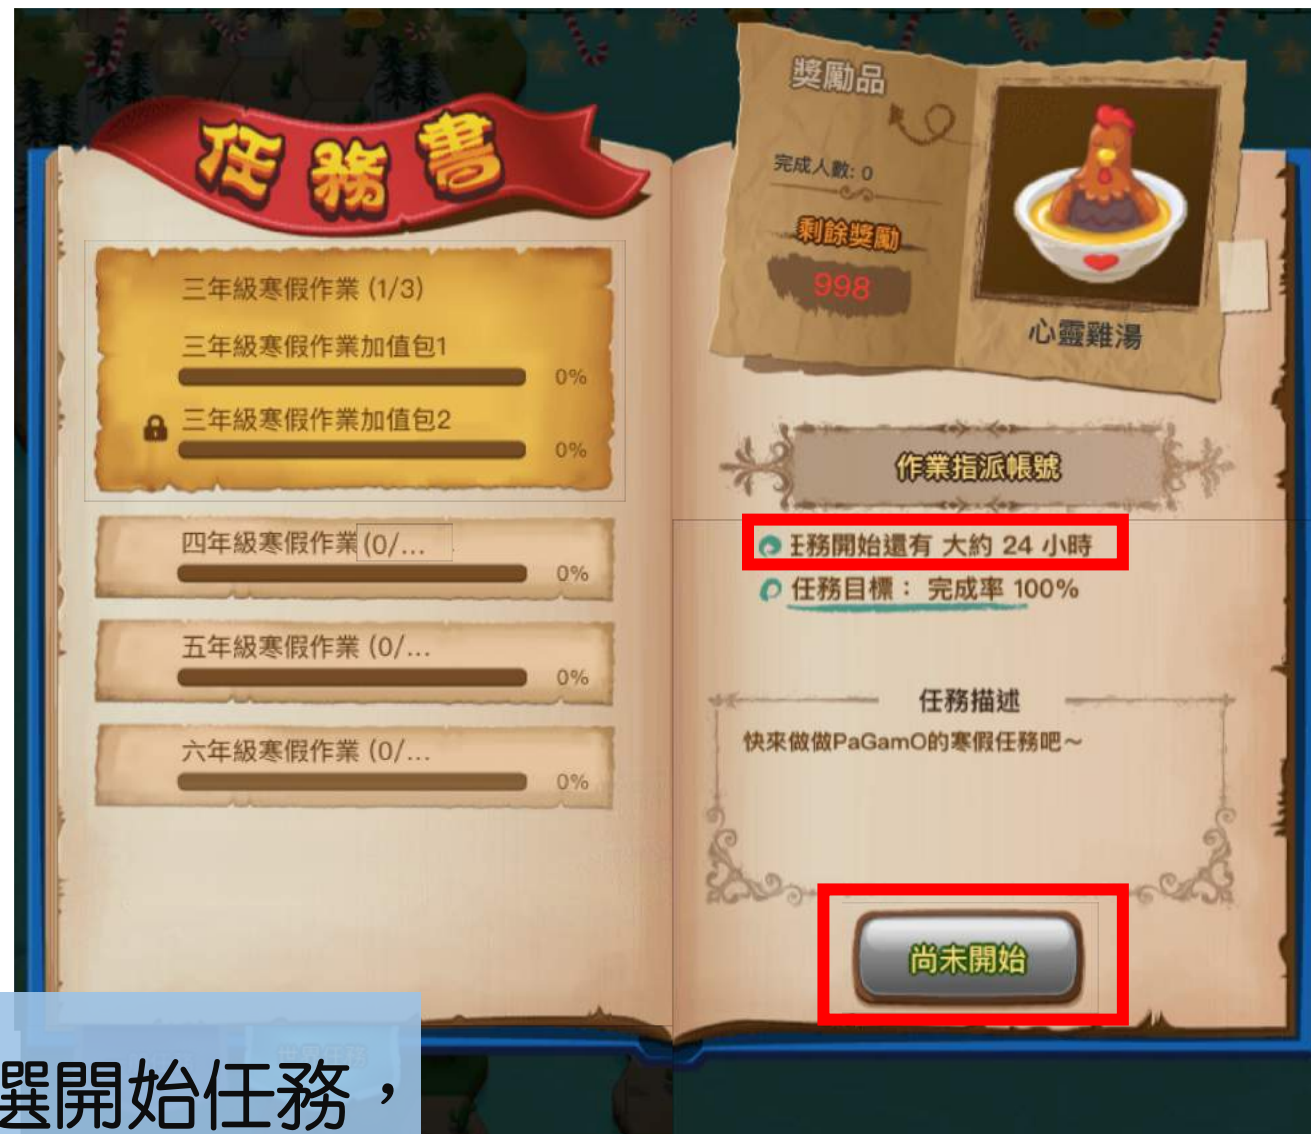 任務書
三年級寒假作業 (1/3)
三年級寒假作業加值包1
0%
三年級寒假作業加值包2
0%
四年級寒假作業 (0/...
0%
五年級寒假作業 (0/...
0%
六年級寒假作業 (0/...
0%
獎勵品
完成人數: 0
剩餘獎勵
998
心靈雞湯
作業指派帳號
任務開始還有 大約 24 小時
任務目標： 完成率 100%
任務描述
快來做做PaGamO的寒假任務吧～
尚未開始
選開始任務，